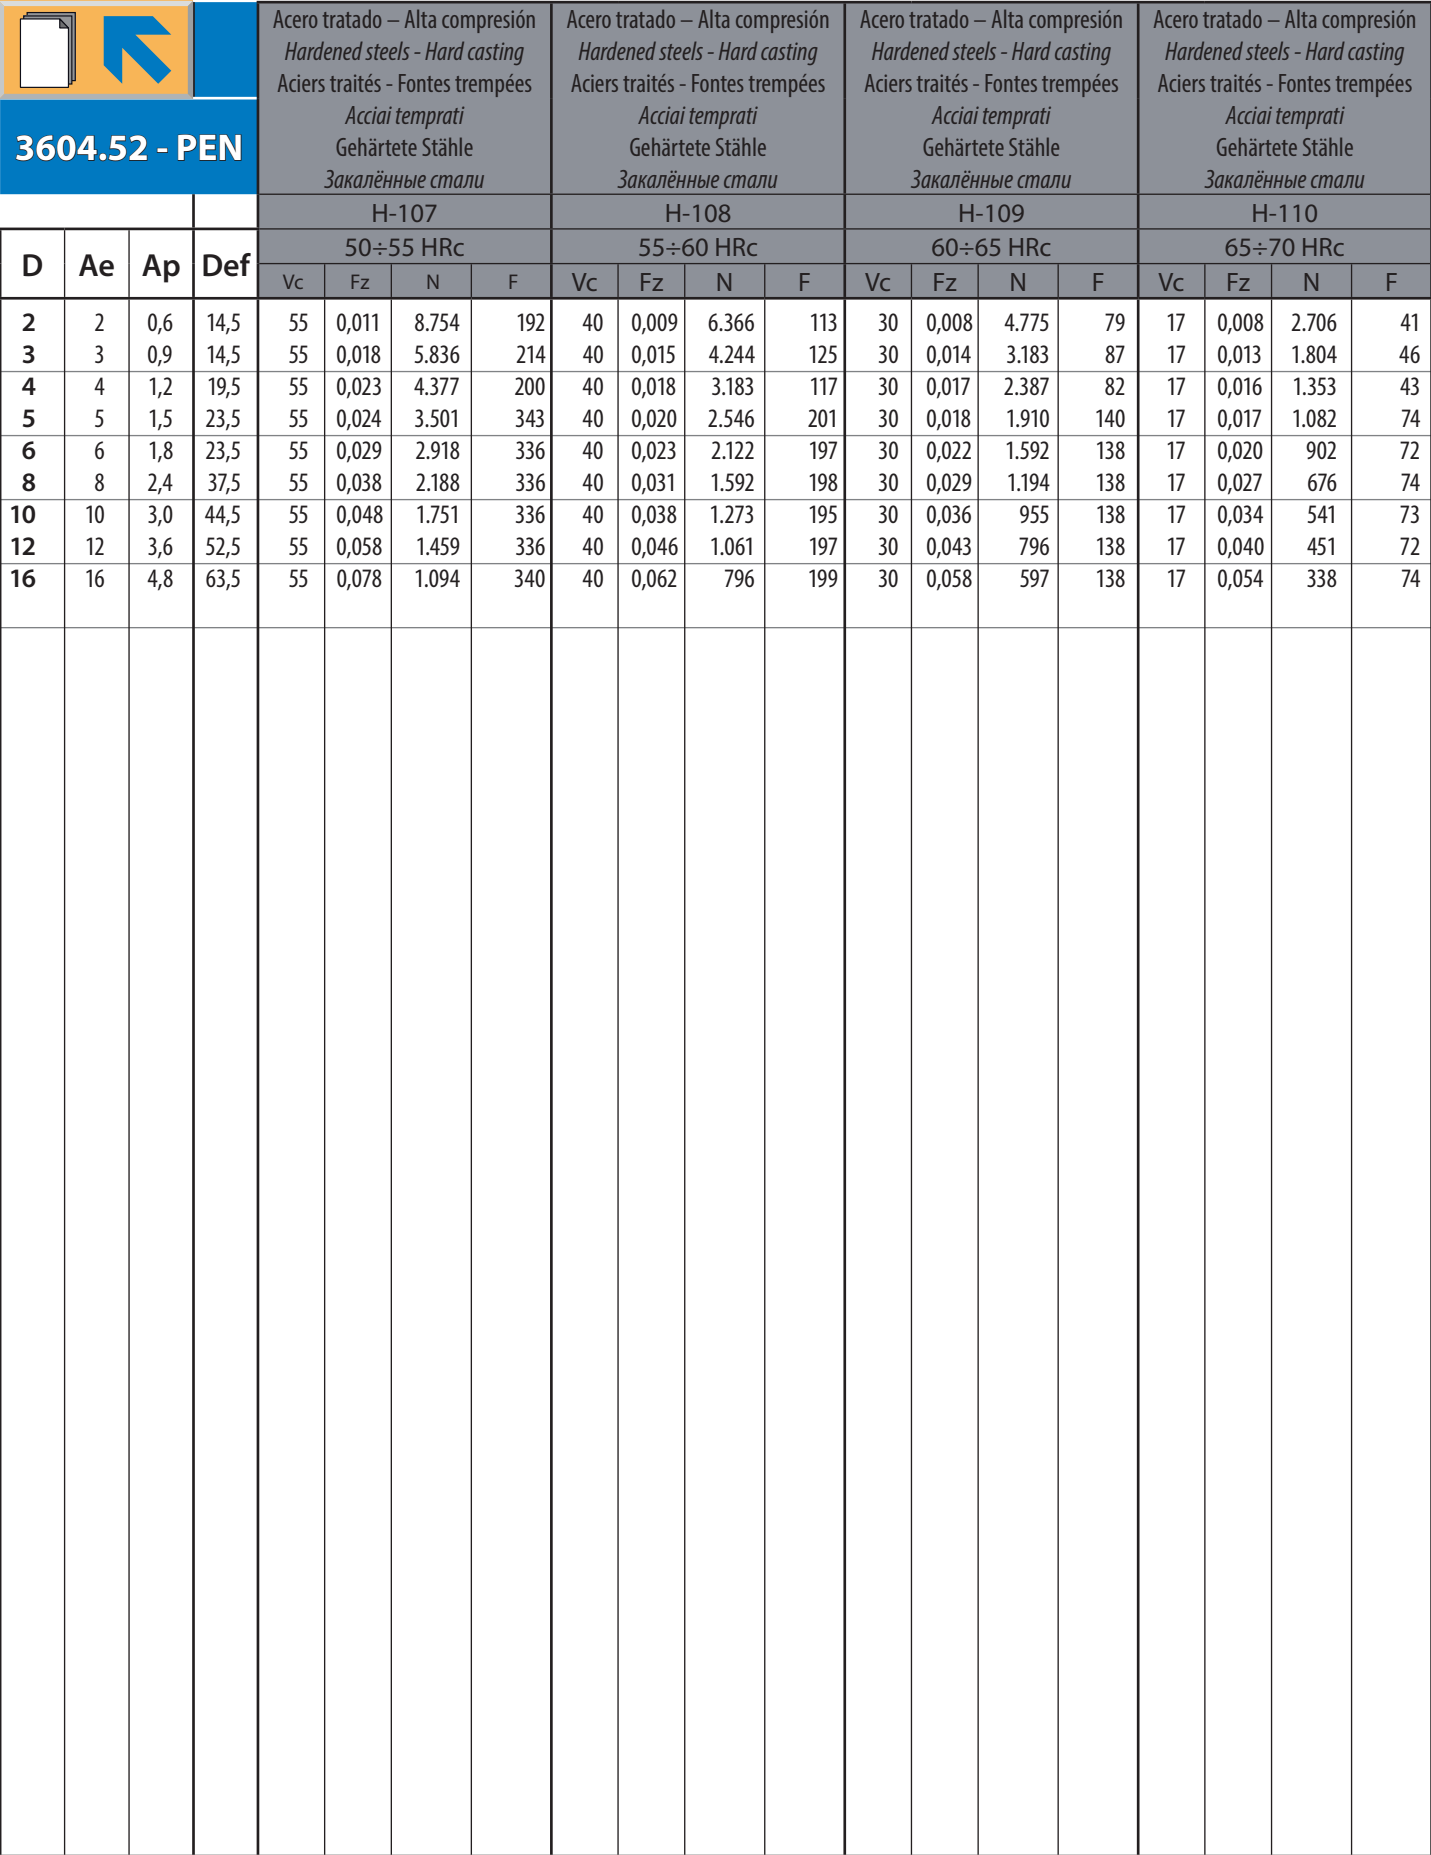 3604.52 - PEN
Acero tratado – Alta compresión Acero tratado – Alta compresión Acero tratado – Alta compresión Acero tratado – Alta compresión
Hardened steels - Hard casting Hardened steels - Hard casting Hardened steels - Hard casting Hardened steels - Hard casting
Aciers traités - Fontes trempées Aciers traités - Fontes trempées Aciers traités - Fontes trempées Aciers traités - Fontes trempées
Acciai temprati Acciai temprati Acciai temprati Acciai temprati
Gehärtete Stähle Gehärtete Stähle Gehärtete Stähle Gehärtete Stähle
Закалённые стали Закалённые стали Закалённые стали Закалённые стали
H-107 H-108 H-109 H-110
50÷55 HRc 55÷60 HRc 60÷65 HRc 65÷70 HRc
D Ae Ap Def Vc Fz N F Vc Fz N F Vc Fz N F Vc Fz N F
2 2 0,6 14,5 55 0,011 8.754 192 40 0,009 6.366 113 30 0,008 4.775 79 17 0,008 2.706 41
3 3 0,9 14,5 55 0,018 5.836 214 40 0,015 4.244 125 30 0,014 3.183 87 17 0,013 1.804 46
4 4 1,2 19,5 55 0,023 4.377 200 40 0,018 3.183 117 30 0,017 2.387 82 17 0,016 1.353 43
5 5 1,5 23,5 55 0,024 3.501 343 40 0,020 2.546 201 30 0,018 1.910 140 17 0,017 1.082 74
6 6 1,8 23,5 55 0,029 2.918 336 40 0,023 2.122 197 30 0,022 1.592 138 17 0,020 902 72
8 8 2,4 37,5 55 0,038 2.188 336 40 0,031 1.592 198 30 0,029 1.194 138 17 0,027 676 74
10 10 3,0 44,5 55 0,048 1.751 336 40 0,038 1.273 195 30 0,036 955 138 17 0,034 541 73
12 12 3,6 52,5 55 0,058 1.459 336 40 0,046 1.061 197 30 0,043 796 138 17 0,040 451 72
16 16 4,8 63,5 55 0,078 1.094 340 40 0,062 796 199 30 0,058 597 138 17 0,054 338 74